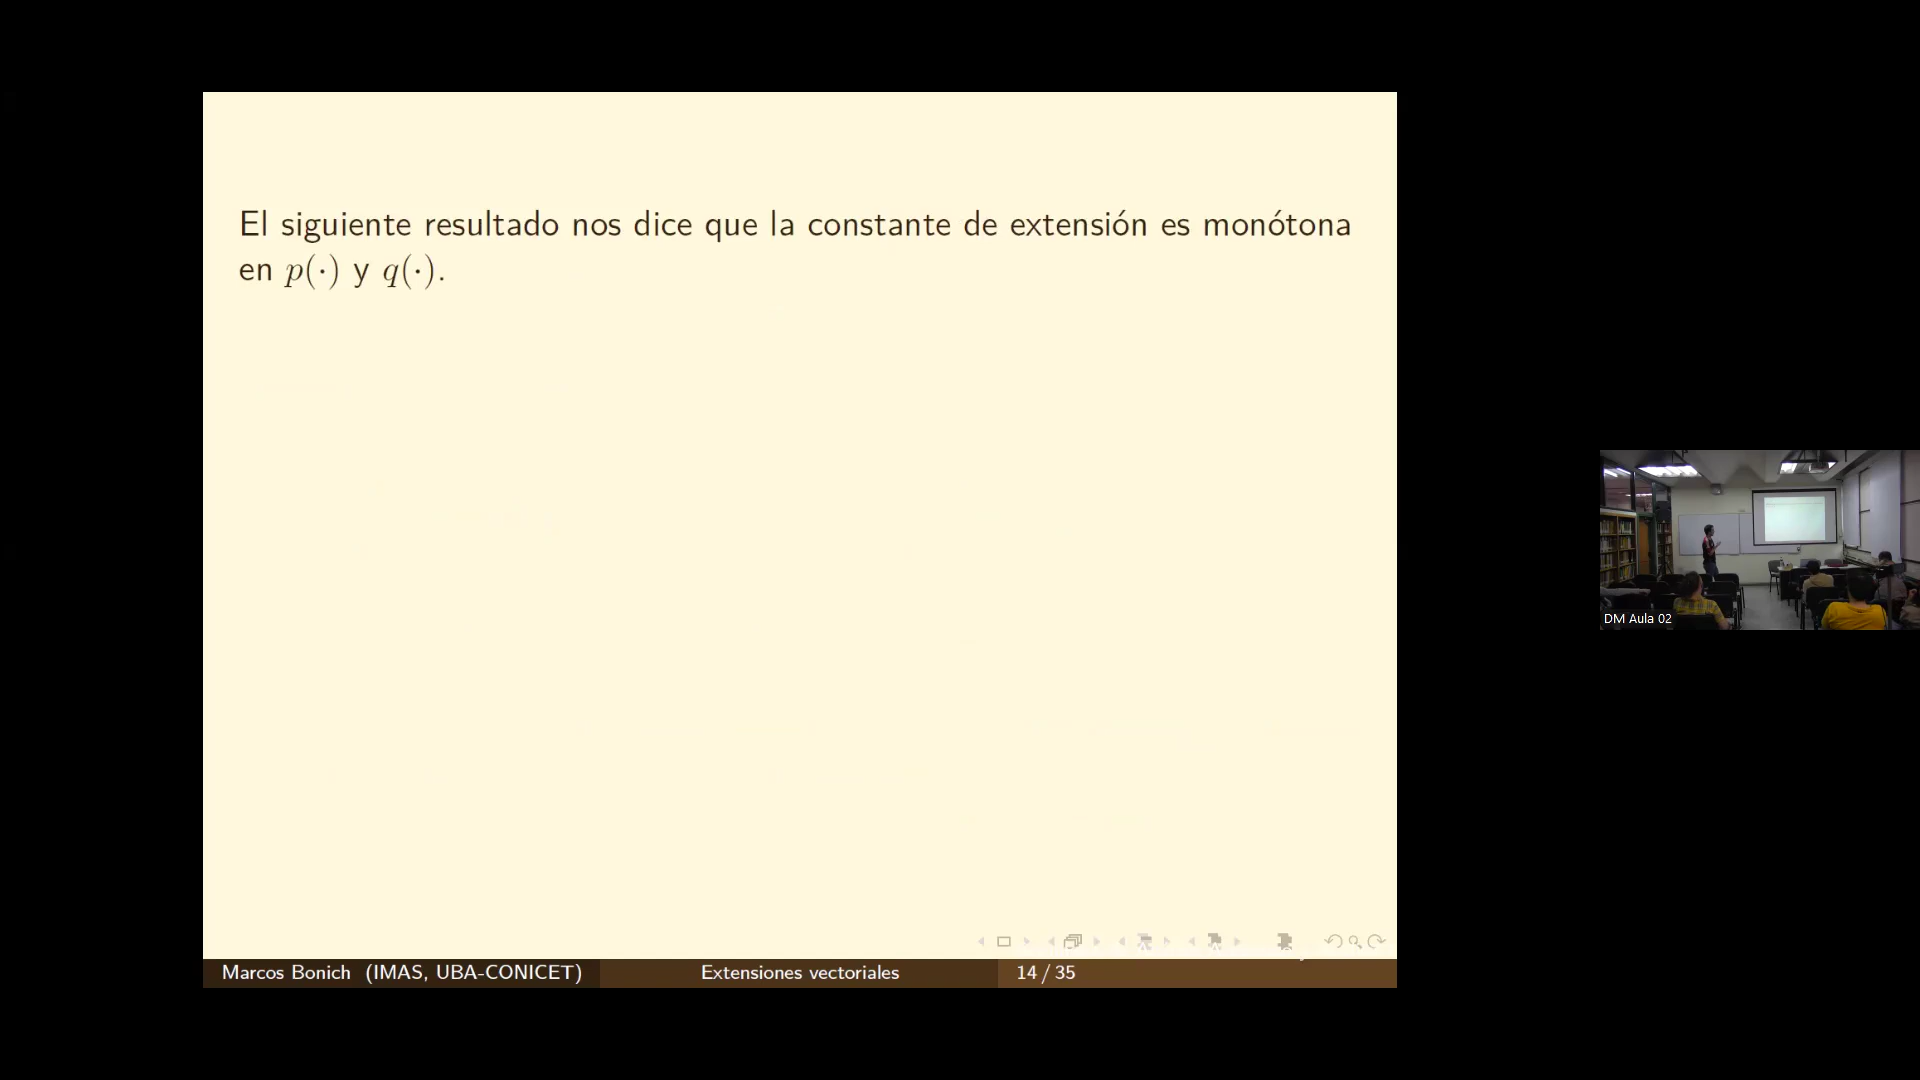 El siguiente resultado nos dice que la constante de extensión es monótona
en p(·) y q(·).
Marcos Bonich (IMAS, UBA-CONICET) Extensiones vectoriales 14 / 35
DM Aula 02